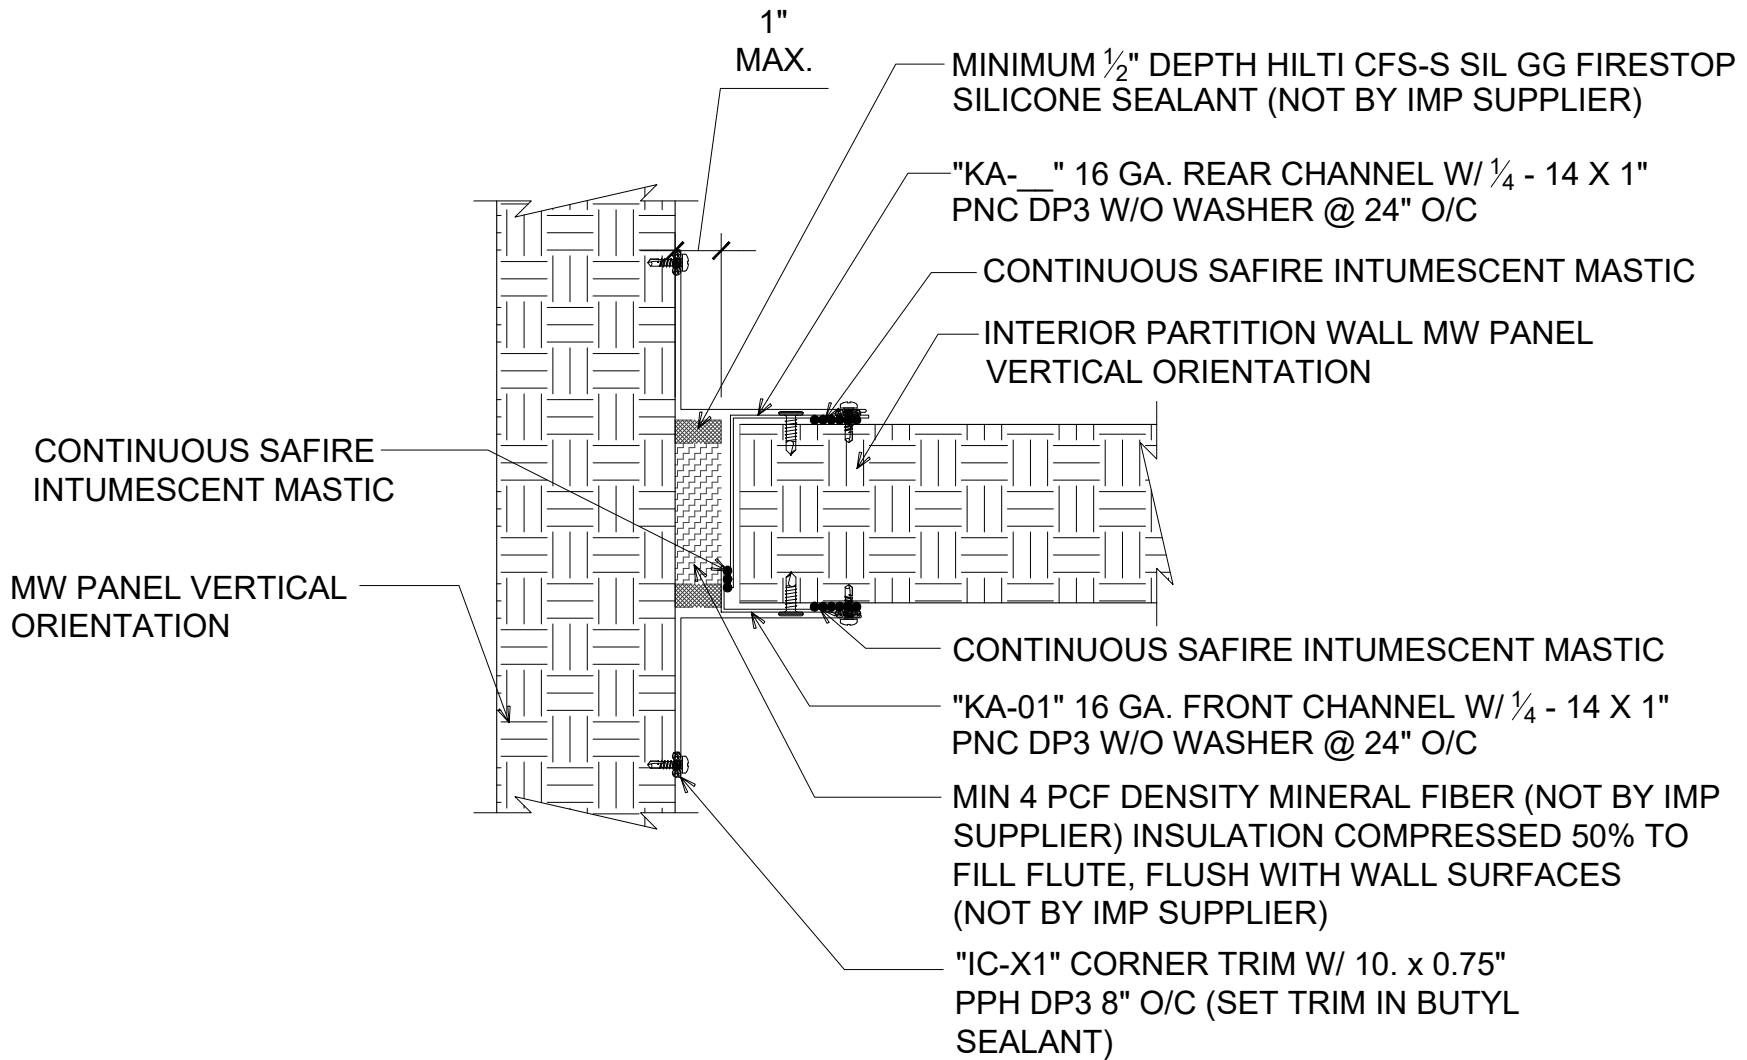 1"
MAX.
MINIMUM ½" DEPTH HILTI CFS-S SIL GG FIRESTOP
SILICONE SEALANT (NOT BY IMP SUPPLIER)
"KA-__" 16 GA. REAR CHANNEL W/ ¼ - 14 X 1"
PNC DP3 W/O WASHER @ 24" O/C
CONTINUOUS SAFIRE INTUMESCENT MASTIC
INTERIOR PARTITION WALL MW PANEL
VERTICAL ORIENTATION
CONTINUOUS SAFIRE
INTUMESCENT MASTIC
MW PANEL VERTICAL
ORIENTATION
CONTINUOUS SAFIRE INTUMESCENT MASTIC
"KA-01" 16 GA. FRONT CHANNEL W/ ¼ - 14 X 1"
PNC DP3 W/O WASHER @ 24" O/C
MIN 4 PCF DENSITY MINERAL FIBER (NOT BY IMP
SUPPLIER) INSULATION COMPRESSED 50% TO
FILL FLUTE, FLUSH WITH WALL SURFACES
(NOT BY IMP SUPPLIER)
"IC-X1" CORNER TRIM W/ 10. x 0.75"
PPH DP3 8" O/C (SET TRIM IN BUTYL
SEALANT)